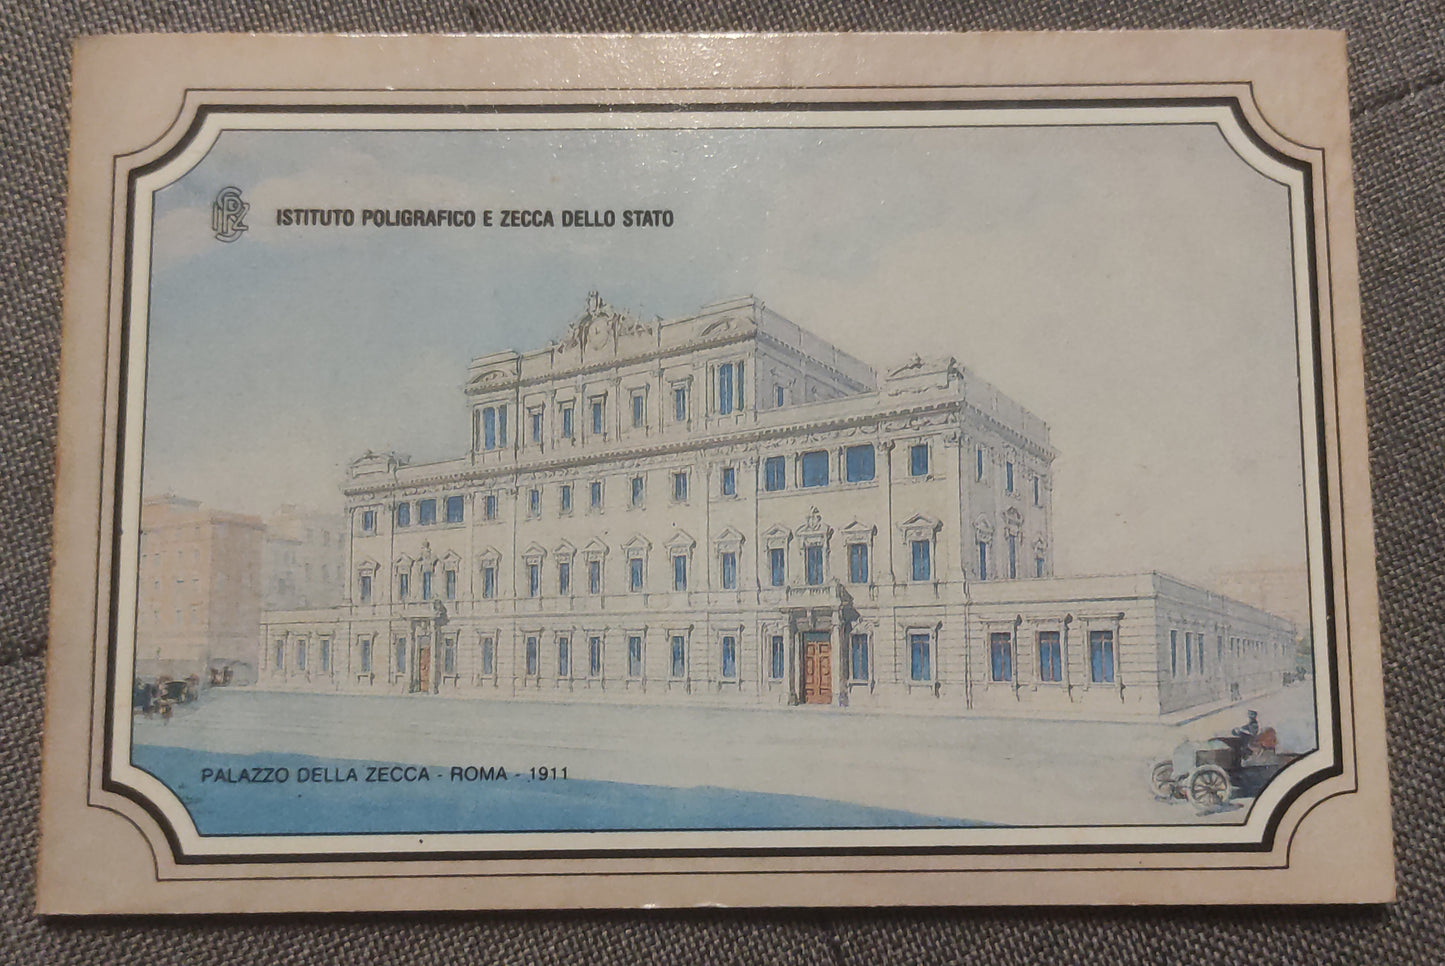 ISTITUTO POLIGRAFICO E ZECCA DELLO STATO
PALAZZO DELLA ZECCA - ROMA - 1911